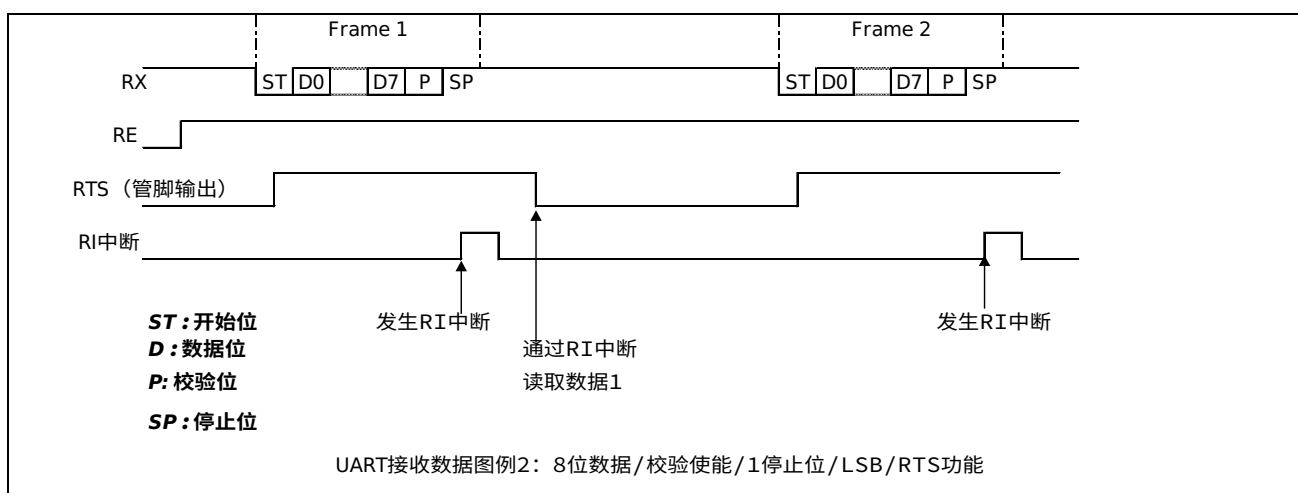 Frame 1 Frame 2
RX ST D0 D7 P SP ST D0 D7 P SP
RE
RTS（管脚输出）
RI中断
ST：开始位 发生RI中断 发生RI中断
D：数据位 通过RI中断
P: 校验位 读取数据1
SP：停止位
UART接收数据图例2：8位数据/校验使能/1停止位/LSB/RTS功能